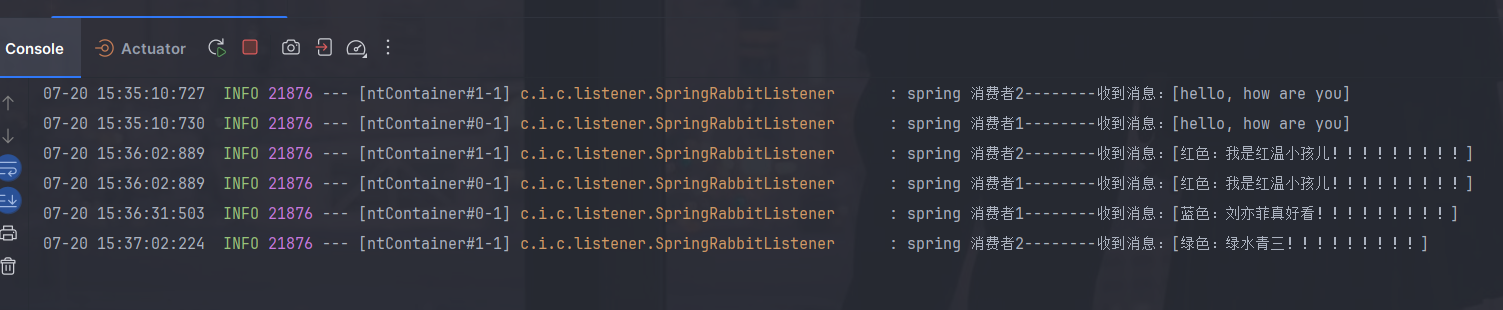 Console Actuator
07-20 15:35:10:727 INFO 21876 --- [ntContainer#1-1] c.i.c.listener.SpringRabbitListener : spring 消费者2--------收到消息：[hello, how are you]
07-20 15:35:10:730 INFO 21876 --- [ntContainer#0-1] c.i.c.listener.SpringRabbitListener : spring 消费者1--------收到消息：[hello, how are you]
07-20 15:36:02:889 INFO 21876 --- [ntContainer#1-1] c.i.c.listener.SpringRabbitListener : spring 消费者2--------收到消息：[红色：我是红温小孩儿！！！！！！！！！]
07-20 15:36:02:889 INFO 21876 --- [ntContainer#0-1] c.i.c.listener.SpringRabbitListener : spring 消费者1--------收到消息：[红色：我是红温小孩儿！！！！！！！！！]
07-20 15:36:31:503 INFO 21876 --- [ntContainer#0-1] c.i.c.listener.SpringRabbitListener : spring 消费者1--------收到消息：[蓝色：刘亦菲真好看！！！！！！！！！]
07-20 15:37:02:224 INFO 21876 --- [ntContainer#1-1] c.i.c.listener.SpringRabbitListener : spring 消费者2--------收到消息：[绿色：绿水青三！！！！！！！！！]